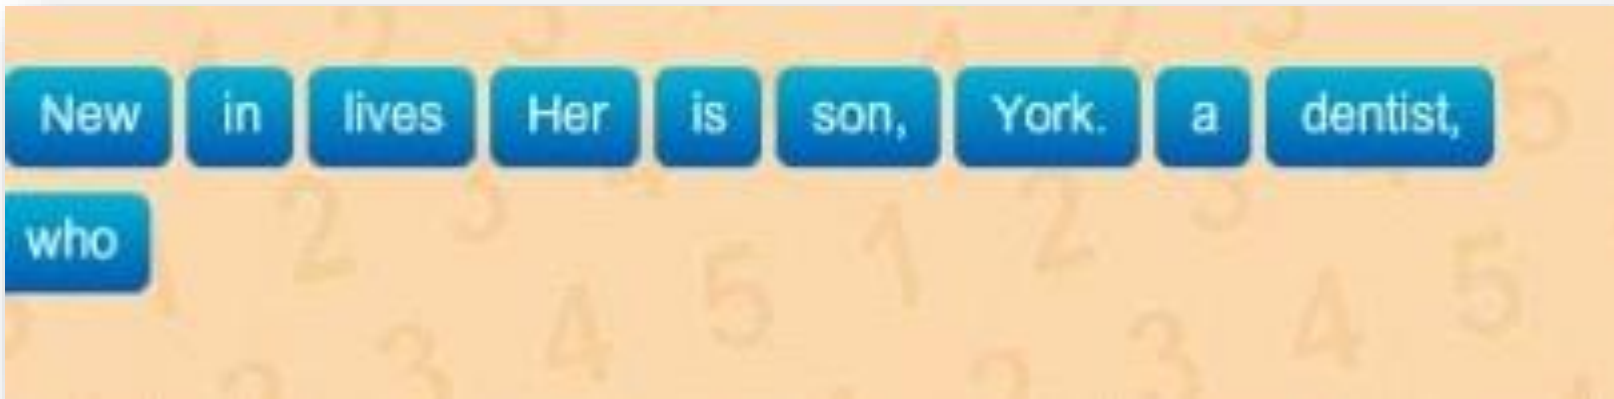 New in lives Her is son, York. a dentist,
who